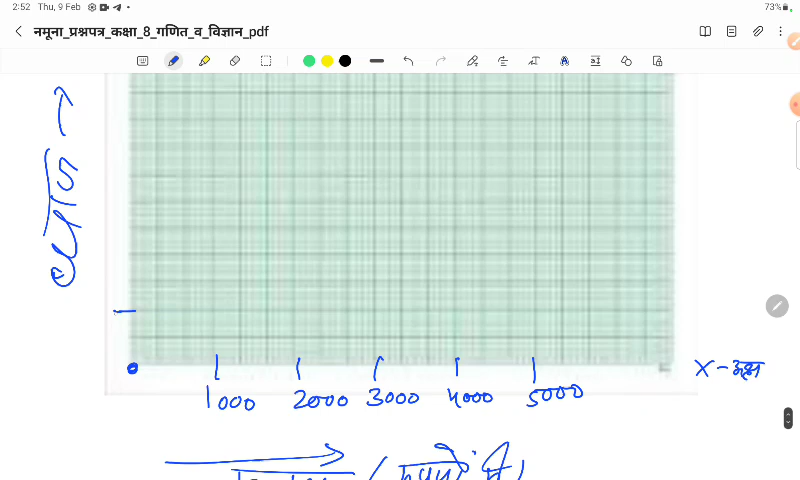 2:52 Thu, 9 Feb
73%
नमूना_प्रश्नपत्र_कक्षा_8_गणित_व_विज्ञान_pdf
1000 2000 3000 4000 5000
X-अक्ष